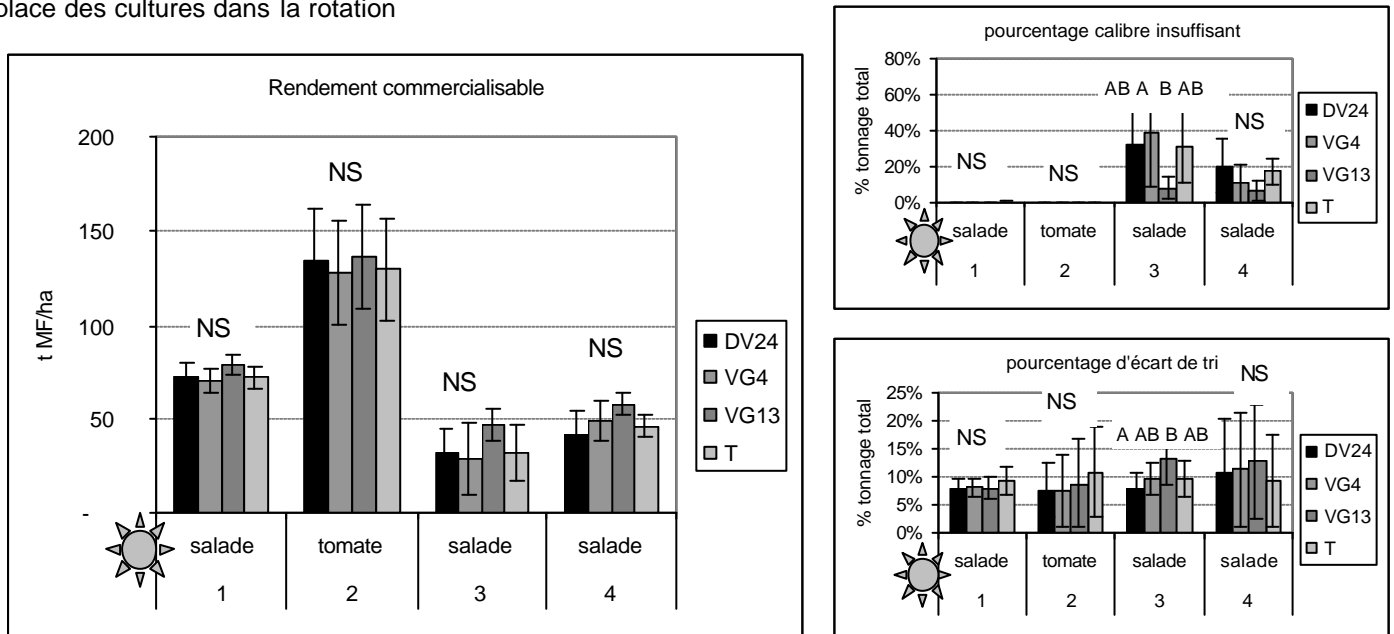 place des cultures dans la rotation
Rendement commercialisable
t MF/ha
200
150
100
50
-
NS
NS
NS
NS
salade
tomate
salade
salade
1
2
3
4
DV24
VG4
VG13
T
pourcentage calibre insuffisant
% tonnage total
80%
60%
40%
20%
0%
NS
NS
AB A B AB
NS
salade
tomate
salade
salade
1
2
3
4
DV24
VG4
VG13
T
pourcentage d'écart de tri
% tonnage total
25%
20%
15%
10%
5%
0%
NS
NS
A AB B AB
NS
salade
tomate
salade
salade
1
2
3
4
DV24
VG4
VG13
T